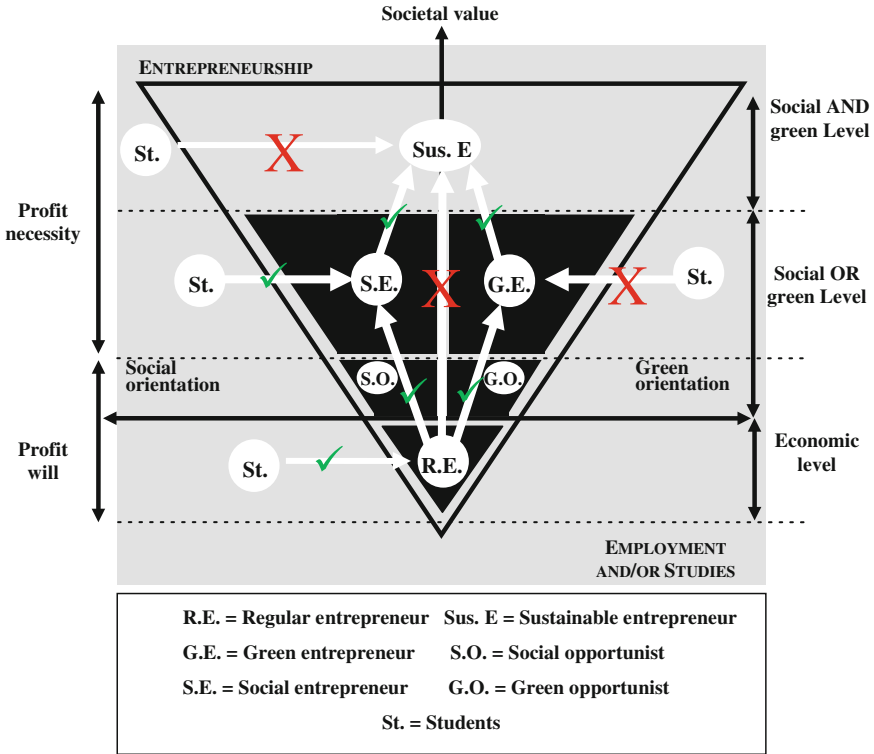 Societal value
ENTREPRENEURSHIP
Social AND
green Level
St.
X
Sus. E
Profit
necessity
St.
S.E.
X
G.E.
X
St.
Social OR
green Level
Social
orientation
S.O.
G.O.
Green
orientation
Profit
will
St.
R.E.
Economic
level
EMPLOYMENT
AND/OR STUDIES
R.E. = Regular entrepreneur Sus. E = Sustainable entrepreneur
G.E. = Green entrepreneur S.O. = Social opportunist
S.E. = Social entrepreneur G.O. = Green opportunist
St. = Students